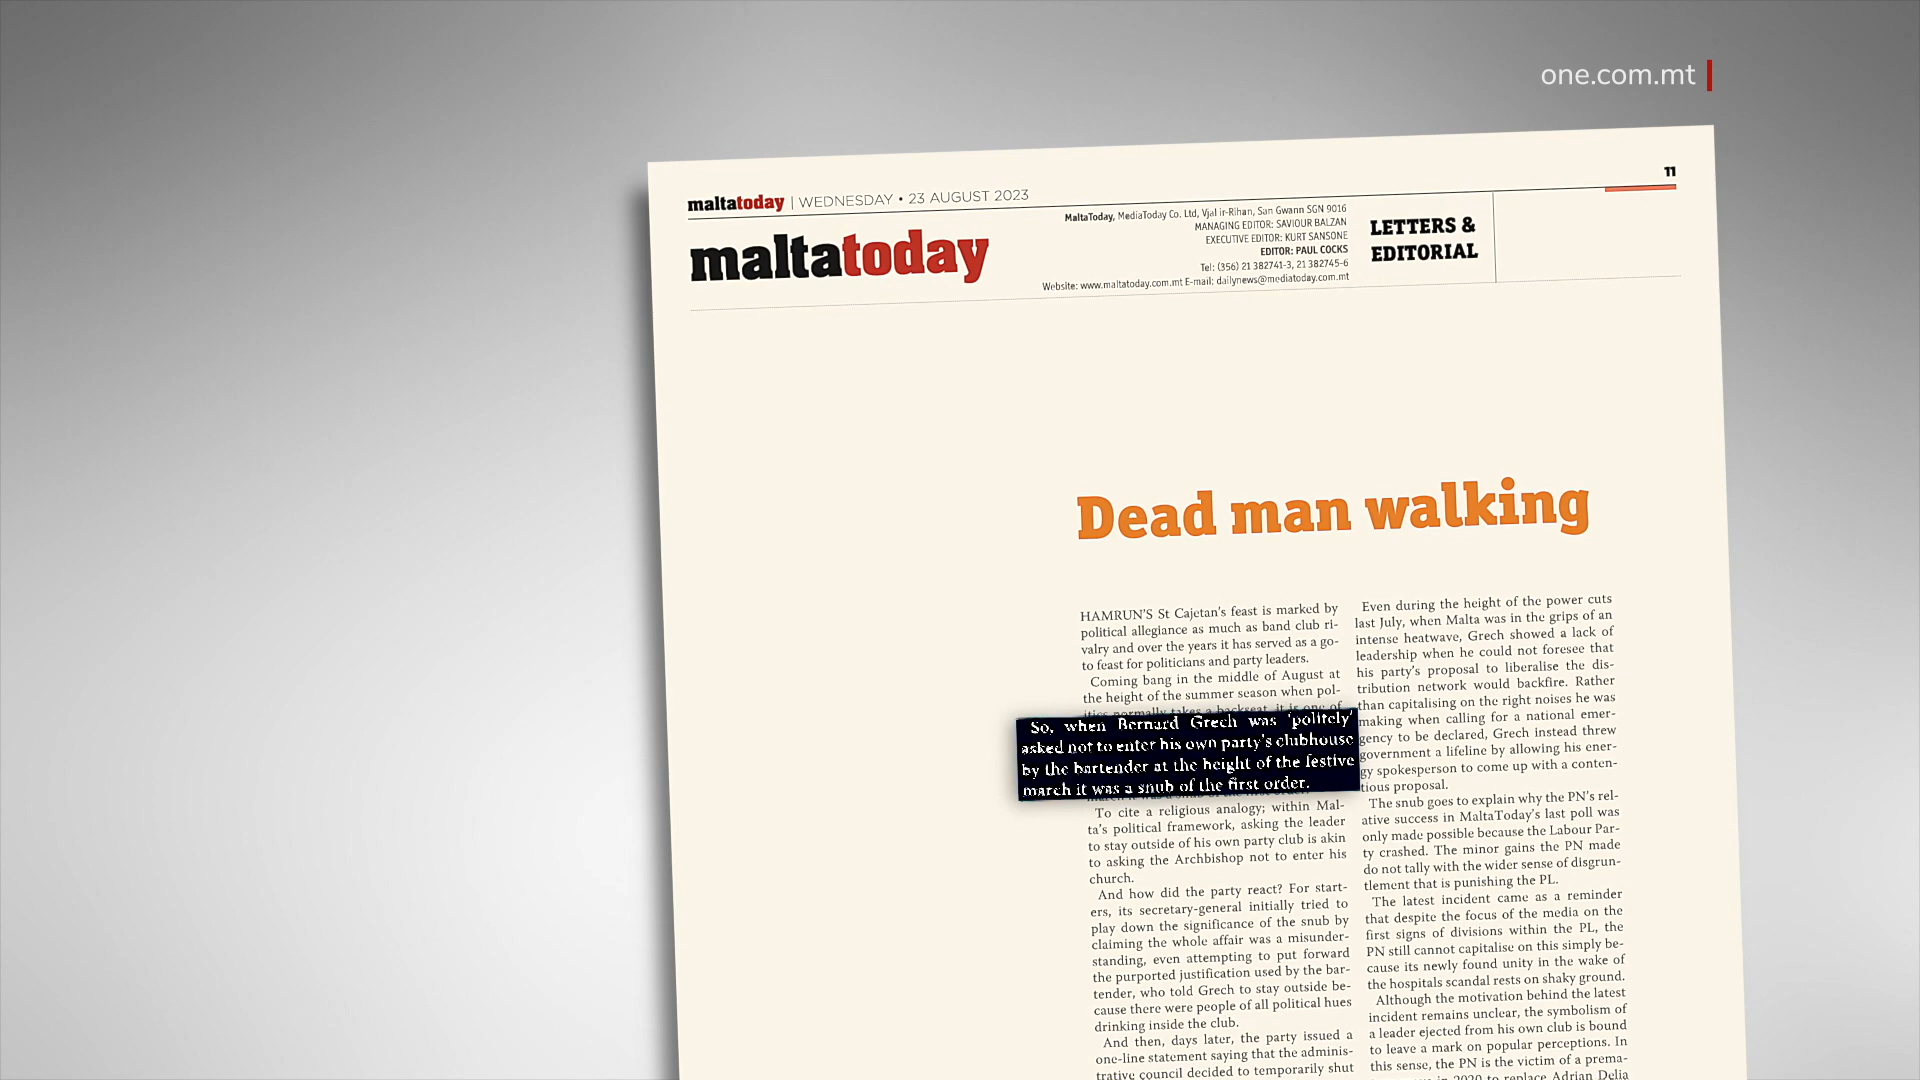 one.com.mt
maltatoday | WEDNESDAY • 23 AUGUST 2023
11
maltatoday
MaltaToday, MediaToday Co. Ltd, Vjal ir-Rihan, San Gwann SGN 9016
MANAGING EDITOR: SAVIOUR BALZAN
EXECUTIVE EDITOR: KURT SANSONE
EDITOR: PAUL COCKS
Tel: (356) 21 382741-3, 21 382745-6
Website: www.maltatoday.com.mt E-mail: dailynews@mediatoday.com.mt
LETTERS &
EDITORIAL
Dead man walking
HAMRUN'S St Cajetan's feast is marked by
political allegiance as much as band club ri-
valry and over the years it has served as a go-
to feast for politicians and party leaders.
Coming bang in the middle of August at
the height of the summer season when pol-
itics normally takes a backseat, it is one of
So, when Bernard Grech was 'politely'
asked not to enter his own party's clubhouse
by the bartender at the height of the festive
march it was a snub of the first order.
To cite a religious analogy; within Mal-
ta's political framework, asking the leader
to stay outside of his own party club is akin
to asking the Archbishop not to enter his
church.
And how did the party react? For start-
ers, its secretary-general initially tried to
play down the significance of the snub by
claiming the whole affair was a misunder-
standing, even attempting to put forward
the purported justification used by the bar-
tender, who told Grech to stay outside be-
cause there were people of all political hues
drinking inside the club.
And then, days later, the party issued a
one-line statement saying that the adminis-
trative council decided to temporarily shut
Even during the height of the power cuts
last July, when Malta was in the grips of an
intense heatwave, Grech showed a lack of
leadership when he could not foresee that
his party's proposal to liberalise the dis-
tribution network would backfire. Rather
than capitalising on the right noises he was
making when calling for a national emer-
gency to be declared, Grech instead threw
government a lifeline by allowing his ener-
gy spokesperson to come up with a conten-
tious proposal.
The snub goes to explain why the PN's rel-
ative success in MaltaToday's last poll was
only made possible because the Labour Par-
ty crashed. The minor gains the PN made
do not tally with the wider sense of disgrun-
tlement that is punishing the PL.
The latest incident came as a reminder
that despite the focus of the media on the
first signs of divisions within the PL, the
PN still cannot capitalise on this simply be-
cause its newly found unity in the wake of
the hospitals scandal rests on shaky ground.
Although the motivation behind the latest
incident remains unclear, the symbolism of
a leader ejected from his own club is bound
to leave a mark on popular perceptions. In
this sense, the PN is the victim of a prema-
in 2020 to replace Adrian Delia